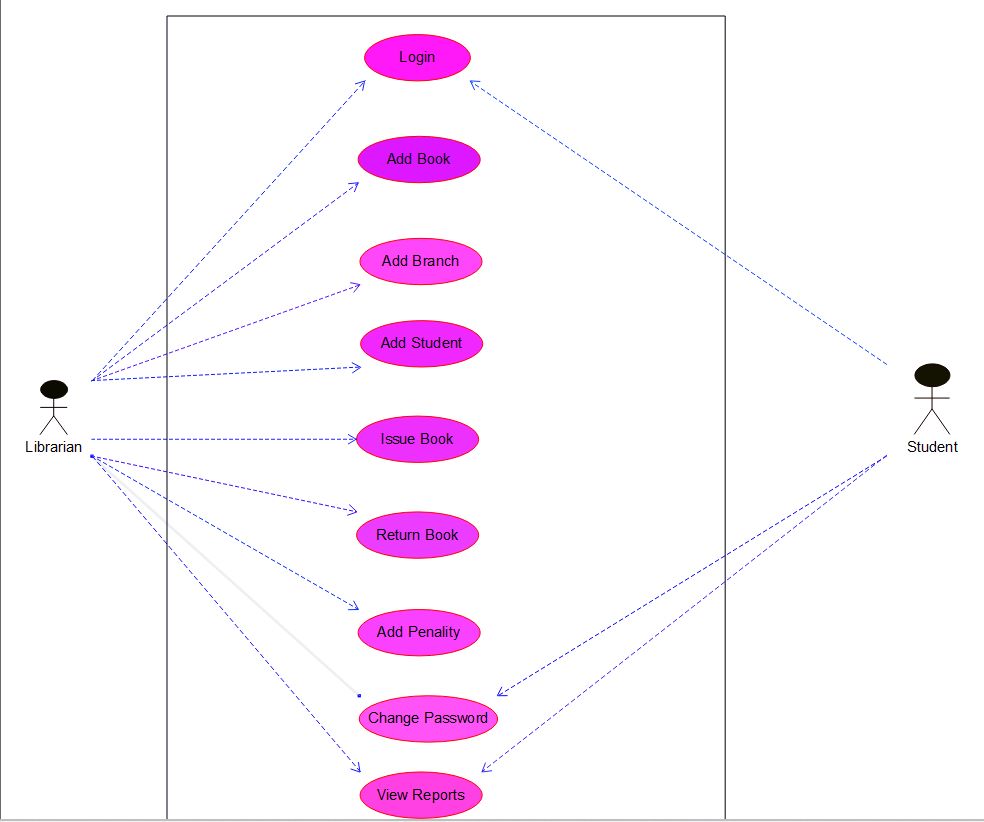 Login
Add Book
Add Branch
Add Student
Issue Book
Librarian
Student
Return Book
Add Penality
Change Password
View Reports